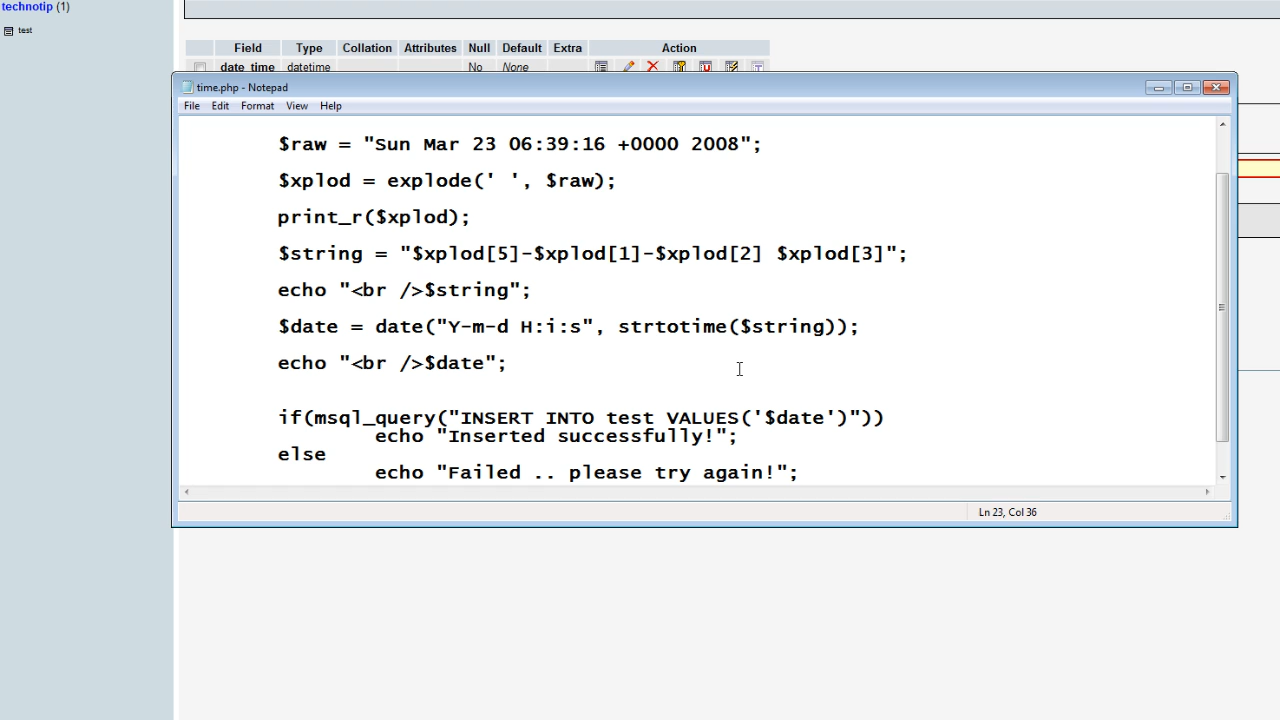 technotip (1)
test
Field Type Collation Attributes Null Default Extra Action
date_time datetime No None
time.php - Notepad
File Edit Format View Help
$raw = "Sun Mar 23 06:39:16 +0000 2008";
$xplod = explode(' ', $raw);
print_r($xplod);
$string = "$xplod[5]-$xplod[1]-$xplod[2] $xplod[3]";
echo "<br />$string";
$date = date("Y-m-d H:i:s", strtotime($string));
echo "<br />$date";
if(msql_query("INSERT INTO test VALUES('$date')"))
echo "Inserted successfully!";
else
echo "Failed .. please try again!";
Ln 23, Col 36